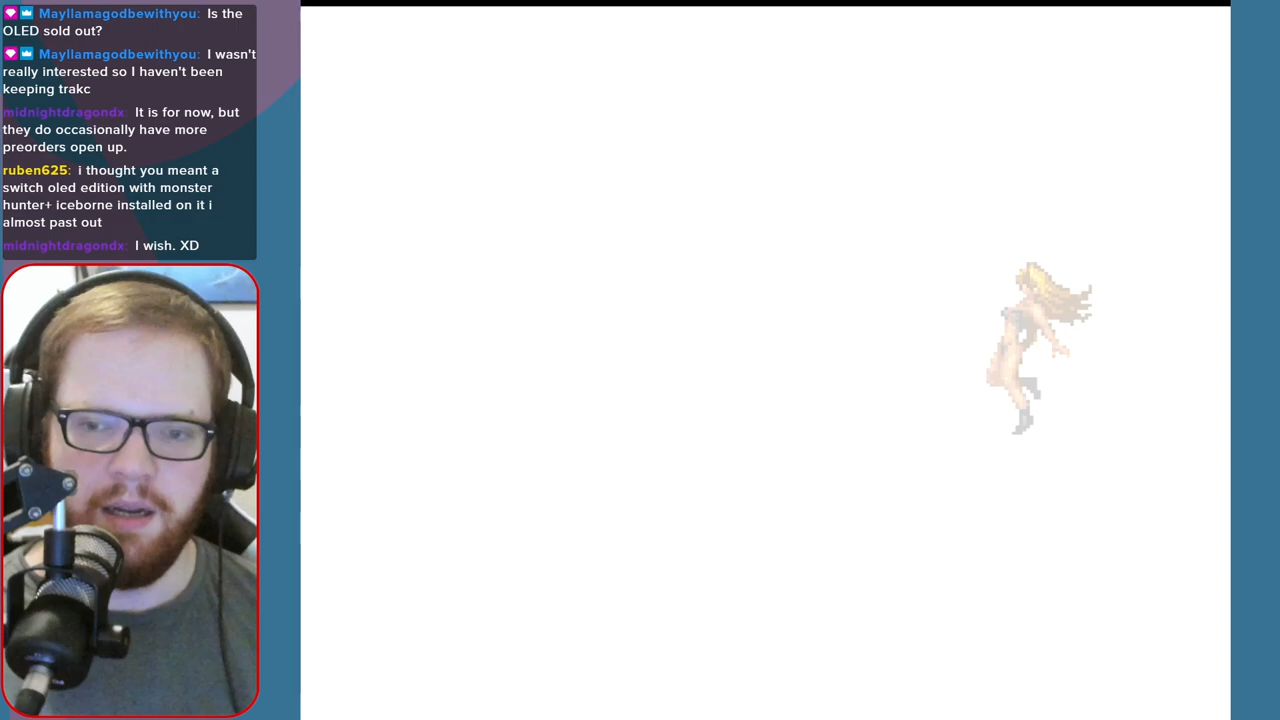 Mayllamagodbewithyou: Is the
OLED sold out?
Mayllamagodbewithyou: I wasn't
really interested so I haven't been
keeping trakc
midnightdragondx: It is for now, but
they do occasionally have more
preorders open up.
ruben625: i thought you meant a
switch oled edition with monster
hunter+ iceborne installed on it i
almost past out
midnightdragondx: I wish. XD